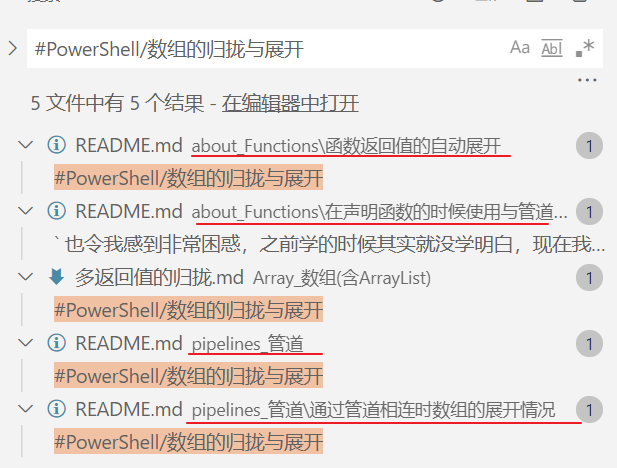 #PowerShell/数组的归拢与展开 Aa Abl .*
...
5 文件中有 5 个结果 - 在编辑器中打开
README.md about_Functions\函数返回值的自动展开 1
#PowerShell/数组的归拢与展开
README.md about_Functions\在声明函数的时候使用与管道... 1
` 也令我感到非常困惑，之前学的时候其实就没学明白，现在我...
多返回值的归拢.md Array_数组(含ArrayList) 1
#PowerShell/数组的归拢与展开
README.md pipelines_管道 1
#PowerShell/数组的归拢与展开
README.md pipelines_管道\通过管道相连时数组的展开情况 1
#PowerShell/数组的归拢与展开